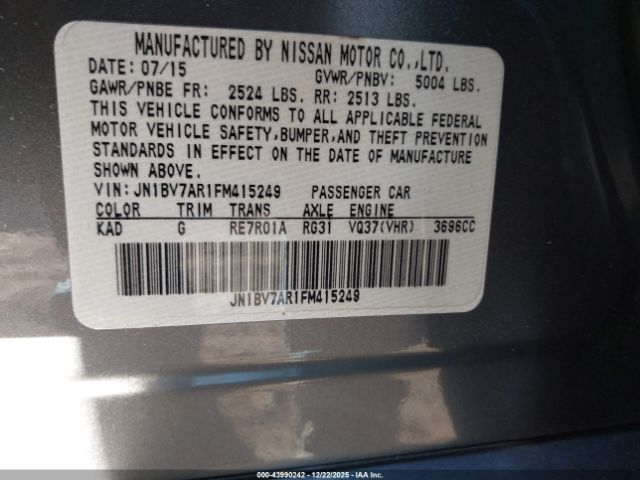 MANUFACTURED BY NISSAN MOTOR CO.,LTD.
DATE: 07/15 GVWR/PNBV: 5004 LBS.
GAWR/PNBE FR: 2524 LBS. RR: 2513 LBS.
THIS VEHICLE CONFORMS TO ALL APPLICABLE FEDERAL
MOTOR VEHICLE SAFETY,BUMPER,AND THEFT PREVENTION
STANDARDS IN EFFECT ON THE DATE OF MANUFACTURE
SHOWN ABOVE.
VIN:JN1BV7AR1FM415249 PASSENGER CAR
COLOR TRIM TRANS AXLE ENGINE
KAD G RE7R01A RG31 VQ37(VHR) 3696CC
JN1BV7AR1FM415249
000-43990242 - 12/22/2025 - IAA Inc.